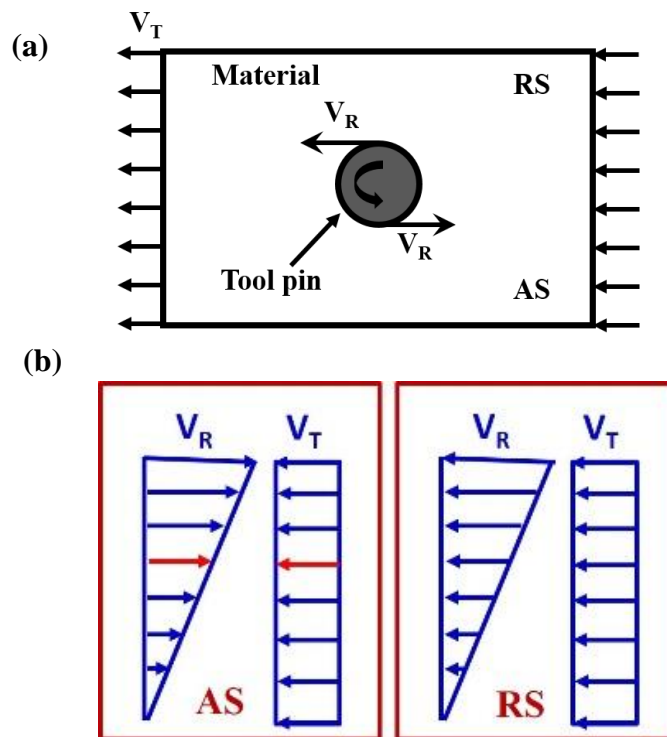 (a)
V_T
Material
RS
V_R
V_R
Tool pin
AS
(b)
V_R V_T
V_R V_T
AS
RS